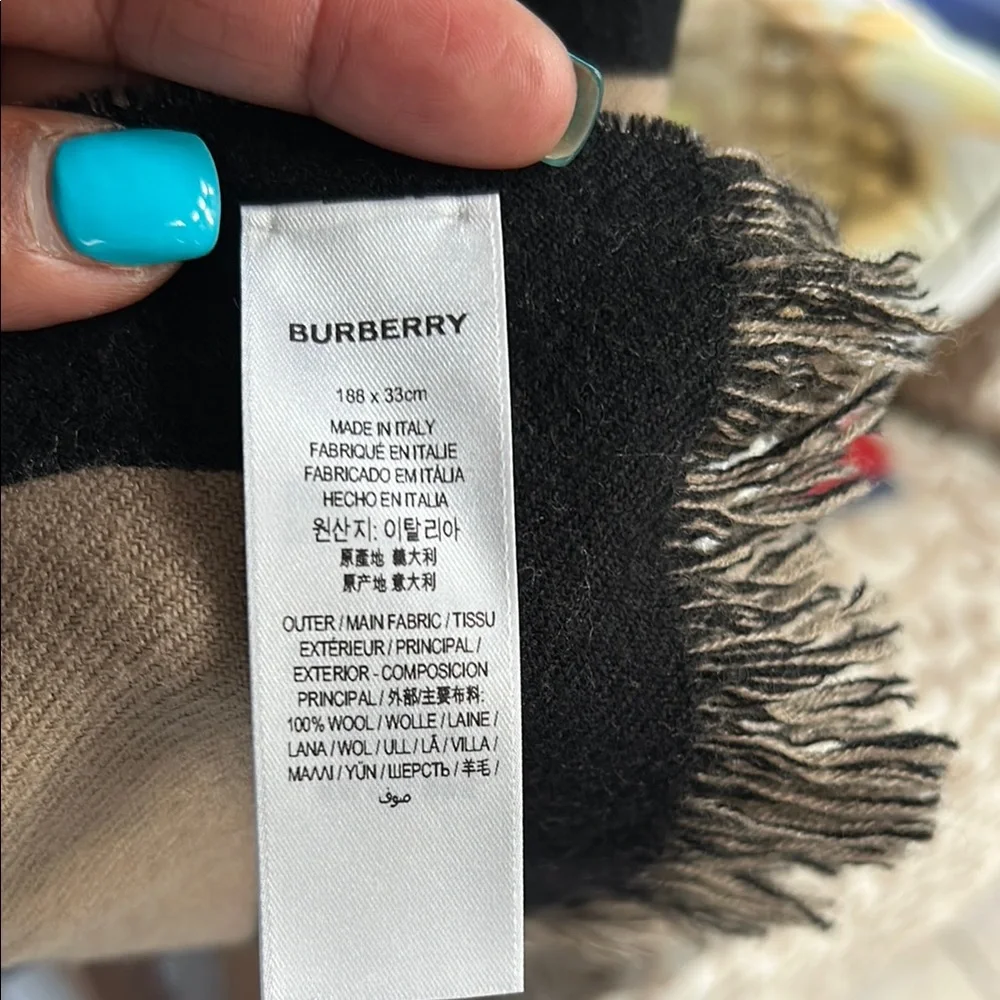 BURBERRY
188 x 33cm
MADE IN ITALY
FABRIQUÉ EN ITALIE
FABRICADO EM ITÁLIA
HECHO EN ITALIA
원산지: 이탈리아
原產地 義大利
原产地 意大利
OUTER / MAIN FABRIC / TISSU
EXTÉRIEUR / PRINCIPAL /
EXTERIOR - COMPOSICION
PRINCIPAL / 外部/主要布料:
100% WOOL / WOLLE / LAINE /
LANA / WOL / ULL / LÃ / VILLA /
ΜΑΛΛΙ / YÜN / ШЕРСТЬ / 羊毛 /
صوف